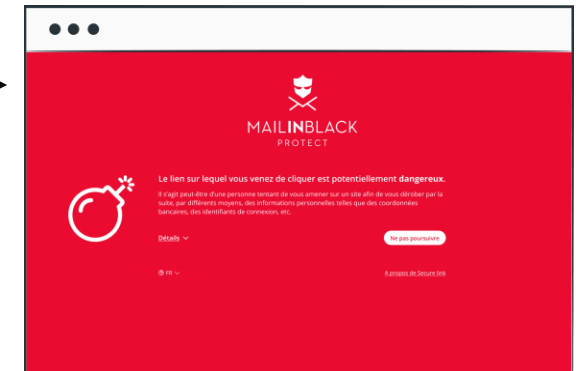 MAILINBLACK
PROTECT
Le lien sur lequel vous venez de cliquer est potentiellement dangereux.
Il s'agit peut-être d'une personne tentant de vous amener sur un site afin de vous dérober par la
suite, par différents moyens, des informations personnelles telles que des coordonnées
bancaires, des identifiants de connexion, etc.
Détails
Ne pas poursuivre
FR
A propos de Secure link